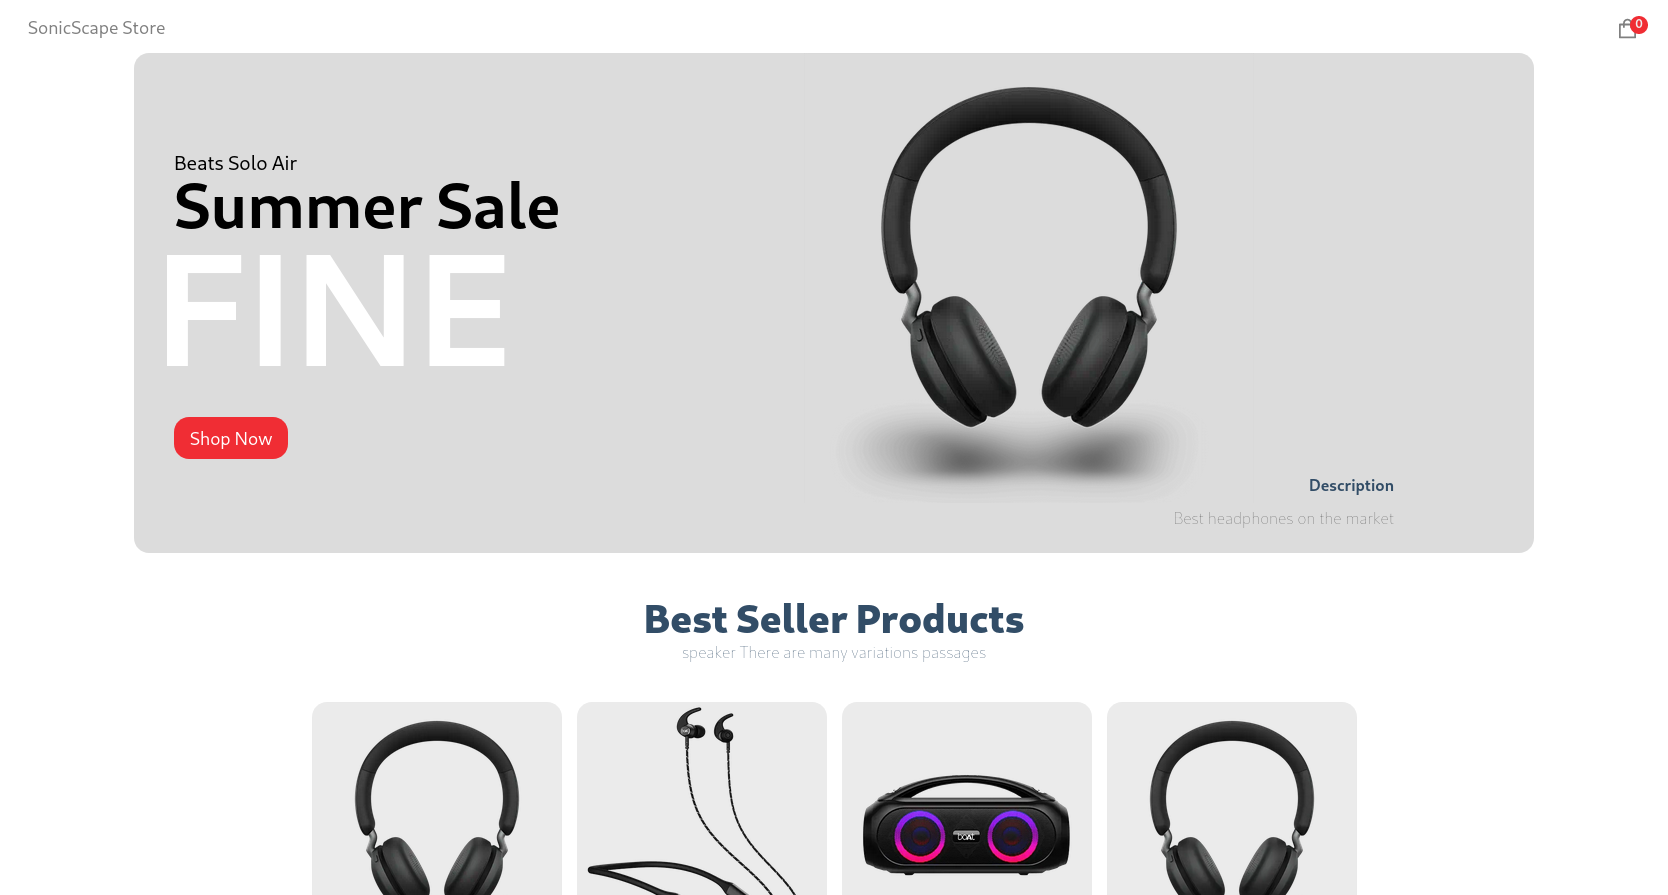 SonicScape Store
0
Beats Solo Air
Summer Sale
FINE
Shop Now
Description
Best headphones on the market
Best Seller Products
speaker There are many variations passages